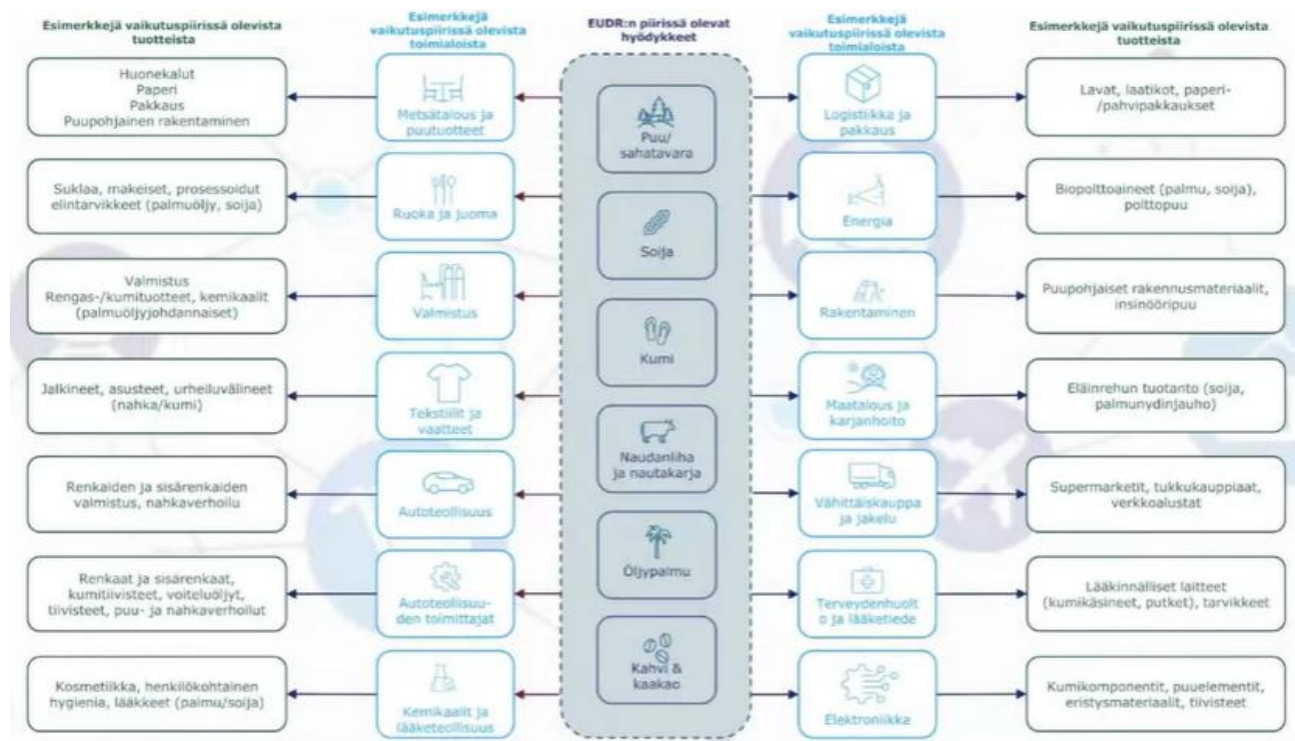 Esimerkkejä vaikutuspiirissä olevista
tuotteista
Esimerkkejä
vaikutuspiirissä olevista
toimialoista
EUDR:n piirissä olevat
hyödykkeet
Esimerkkejä
vaikutuspiirissä olevista
toimialoista
Esimerkkejä vaikutuspiirissä olevista
tuotteista
Huonekalut
Paperi
Pakkaus
Puupohjainen rakentaminen
Metsätalous ja
puutuotteet
Puu/
sahatavara
Logistiikka ja
pakkaus
Lavat, laatikot, paperi-
/pahvipakkaukset
Suklaa, makeiset, prosessoidut
elintarvikkeet (palmuöljy, soija)
Ruoka ja juoma
Soija
Energia
Biopolttoaineet (palmu, soija),
polttopuu
Valmistus
Rengas-/kumituotteet, kemikaalit
(palmuöljyjohdannaiset)
Valmistus
Kumi
Rakentaminen
Puupohjaiset rakennusmateriaalit,
insinööripuu
Jalkineet, asusteet, urheiluvälineet
(nahka/kumi)
Tekstiilit ja
vaatteet
Naudanliha
ja nautakarja
Maatalous ja
karjanhoito
Eläinrehun tuotanto (soija,
palmunydinjauho)
Renkaiden ja sisärenkaiden
valmistus, nahkaverhoilu
Autoteollisuus
Öljypalmu
Vähittäiskauppa
ja jakelu
Supermarketit, tukkukauppiaat,
verkkoalustat
Renkaat ja sisärenkaat,
kumitiivisteet, voiteluöljyt,
tiivisteet, puu- ja nahkaverhoilut
Autoteollisuu-
den toimittajat
Kahvi &
kaakao
Terveydenhuolt
o ja lääketiede
Lääkinnälliset laitteet
(kumikäsineet, putket), tarvikkeet
Kosmetiikka, henkilökohtainen
hygienia, lääkkeet (palmu/soija)
Kemikaalit ja
lääketeollisuus
Elektroniikka
Kumikomponentit, puuelementit,
eristysmateriaalit, tiivisteet